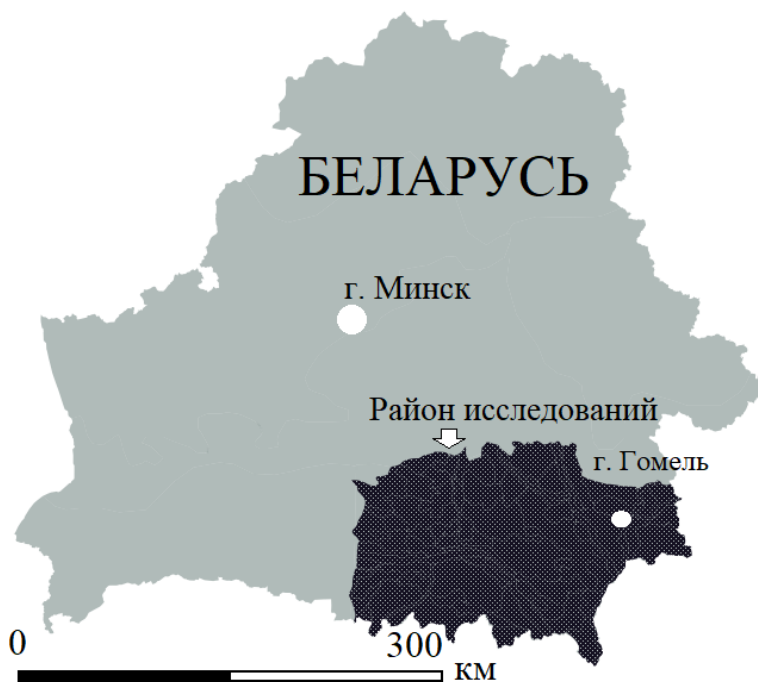 БЕЛАРУСЬ
г. Минск
Район исследований
г. Гомель
0 300
км